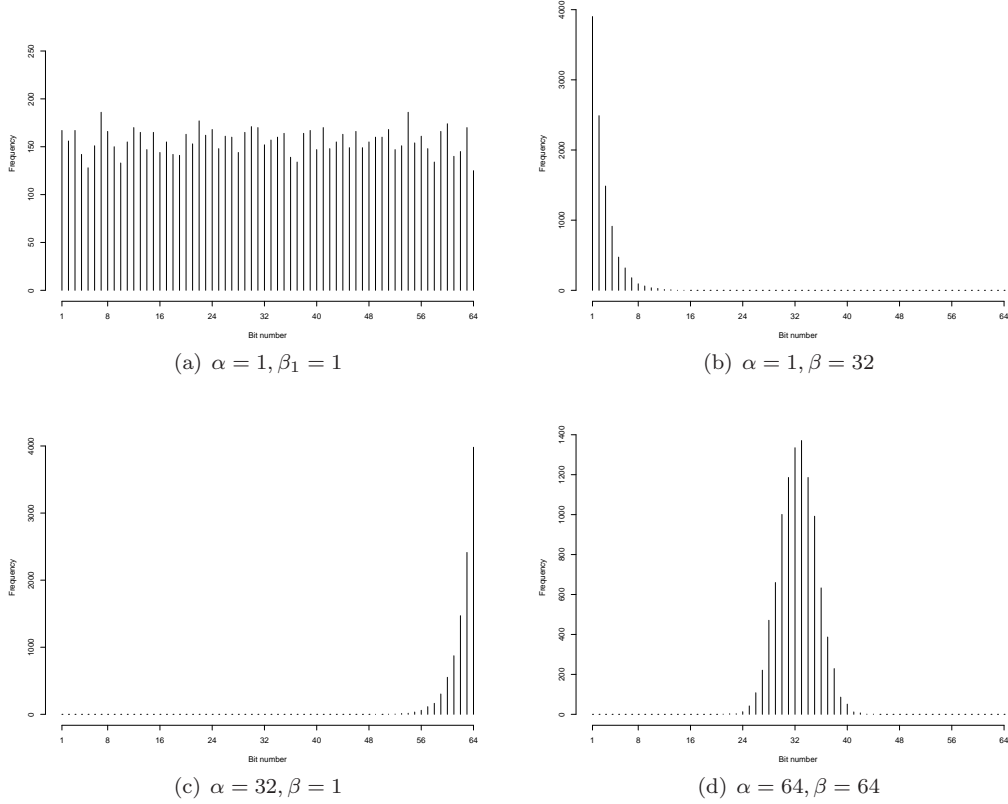 250
200
150
100
50
0
Frequency
1 8 16 24 32 40 48 56 64
Bit number
(a) α = 1, β₁ = 1
4000
3000
2000
1000
0
Frequency
1 8 16 24 32 40 48 56 64
Bit number
(b) α = 1, β = 32
4000
3000
2000
1000
0
Frequency
1 8 16 24 32 40 48 56 64
Bit number
(c) α = 32, β = 1
1400
1200
1000
800
600
400
200
0
Frequency
1 8 16 24 32 40 48 56 64
Bit number
(d) α = 64, β = 64